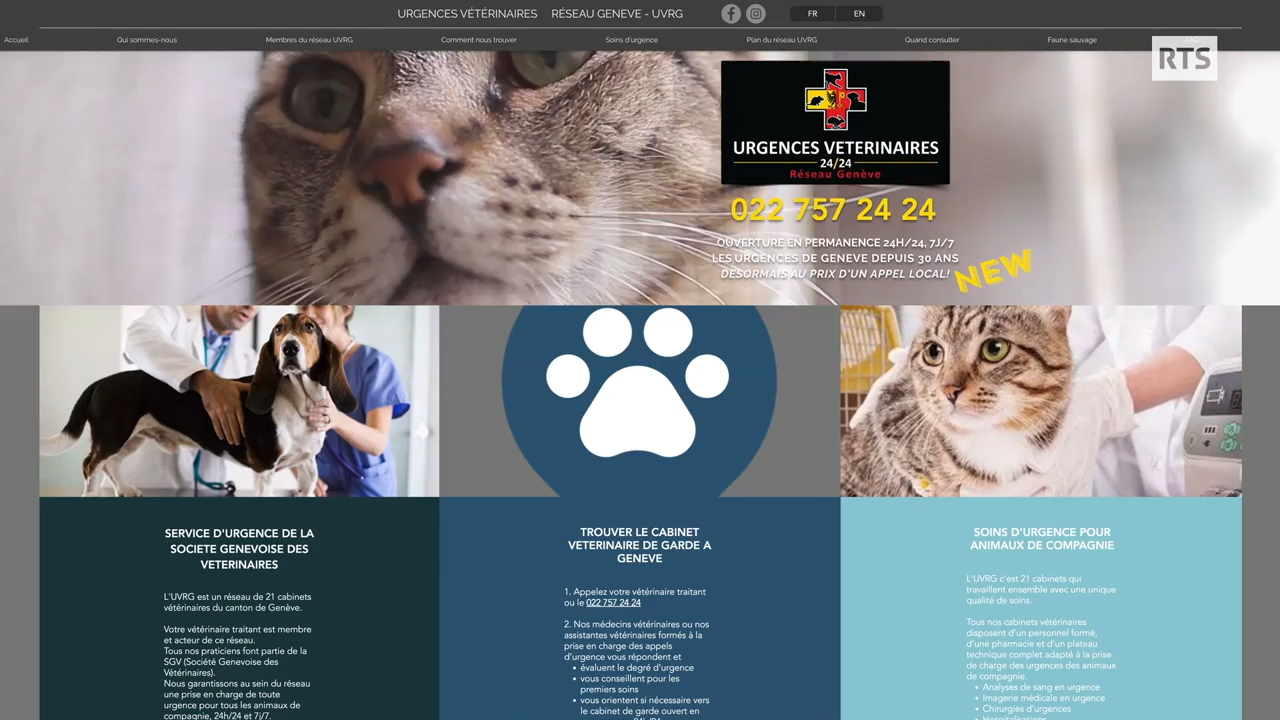 URGENCES VÉTÉRINAIRES RÉSEAU GENEVE - UVRG
FR EN
Accueil Qui sommes-nous Membres du réseau UVRG Comment nous trouver Soins d'urgence Plan du réseau UVRG Quand consulter Faune sauvage
RTS
URGENCES VETERINAIRES
24/24
Réseau Genève
022 757 24 24
OUVERTURE EN PERMANENCE 24H/24, 7J/7
LES URGENCES DE GENEVE DEPUIS 30 ANS
DESORMAIS AU PRIX D'UN APPEL LOCAL!
NEW
SERVICE D'URGENCE DE LA
SOCIETE GENEVOISE DES
VETERINAIRES
L'UVRG est un réseau de 21 cabinets
vétérinaires du canton de Genève.
Votre vétérinaire traitant est membre
et acteur de ce réseau.
Tous nos praticiens font partie de la
SGV (Société Genevoise des
Vétérinaires).
Nous garantissons au sein du réseau
une prise en charge de toute
urgence pour tous les animaux de
compagnie, 24h/24 et 7j/7.
TROUVER LE CABINET
VETERINAIRE DE GARDE A
GENEVE
1. Appelez votre vétérinaire traitant
ou le 022 757 24 24
2. Nos médecins vétérinaires ou nos
assistantes vétérinaires formés à la
prise en charge des appels
d'urgence vous répondent et
• évaluent le degré d'urgence
• vous conseillent pour les
premiers soins
• vous orientent si nécessaire vers
le cabinet de garde ouvert en
SOINS D'URGENCE POUR
ANIMAUX DE COMPAGNIE
L'UVRG c'est 21 cabinets qui
travaillent ensemble avec une unique
qualité de soins.
Tous nos cabinets vétérinaires
disposent d'un personnel formé,
d'une pharmacie et d'un plateau
technique complet adapté à la prise
de charge des urgences des animaux
de compagnie.
• Analyses de sang en urgence
• Imagerie médicale en urgence
• Chirurgies d'urgences
• Hospitalisations